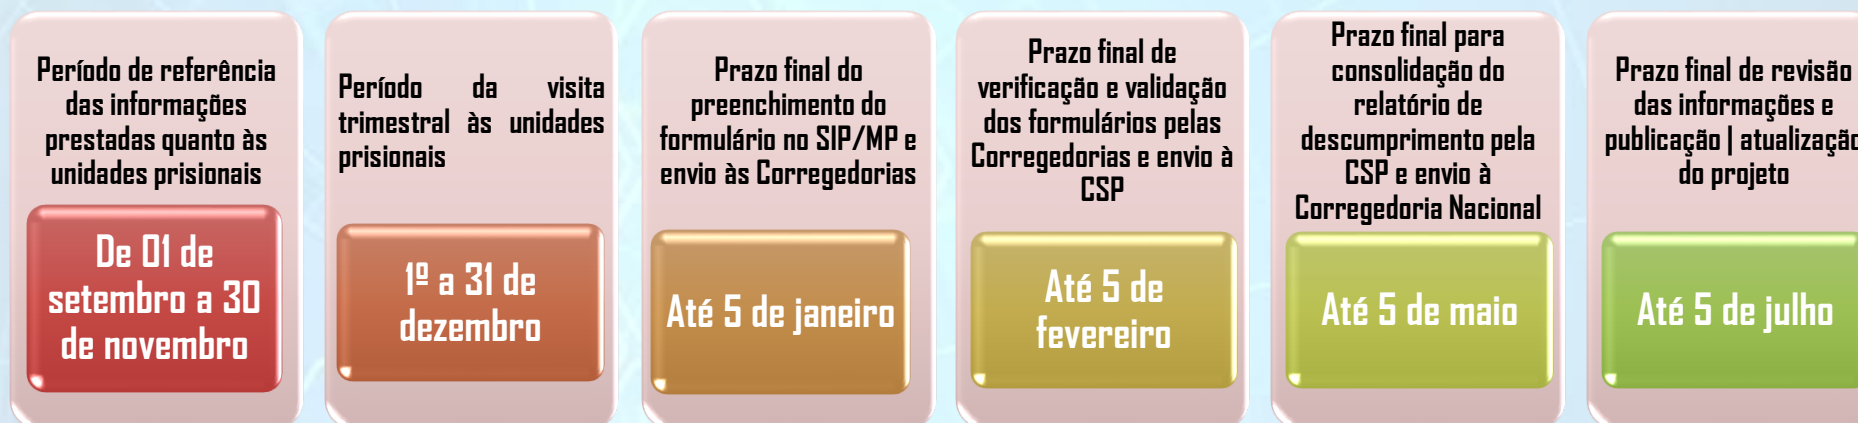 Período de referência
das informações
prestadas quanto às
unidades prisionais
De 01 de
setembro a 30
de novembro
Período da visita
trimestral às unidades
prisionais
1º a 31 de
dezembro
Prazo final do
preenchimento do
formulário no SIP/MP e
envio às Corregedorias
Até 5 de janeiro
Prazo final de
verificação e validação
dos formulários pelas
Corregedorias e envio à
CSP
Até 5 de
fevereiro
Prazo final para
consolidação do
relatório de
descumprimento pela
CSP e envio à
Corregedoria Nacional
Até 5 de maio
Prazo final de revisão
das informações e
publicação | atualização
do projeto
Até 5 de julho